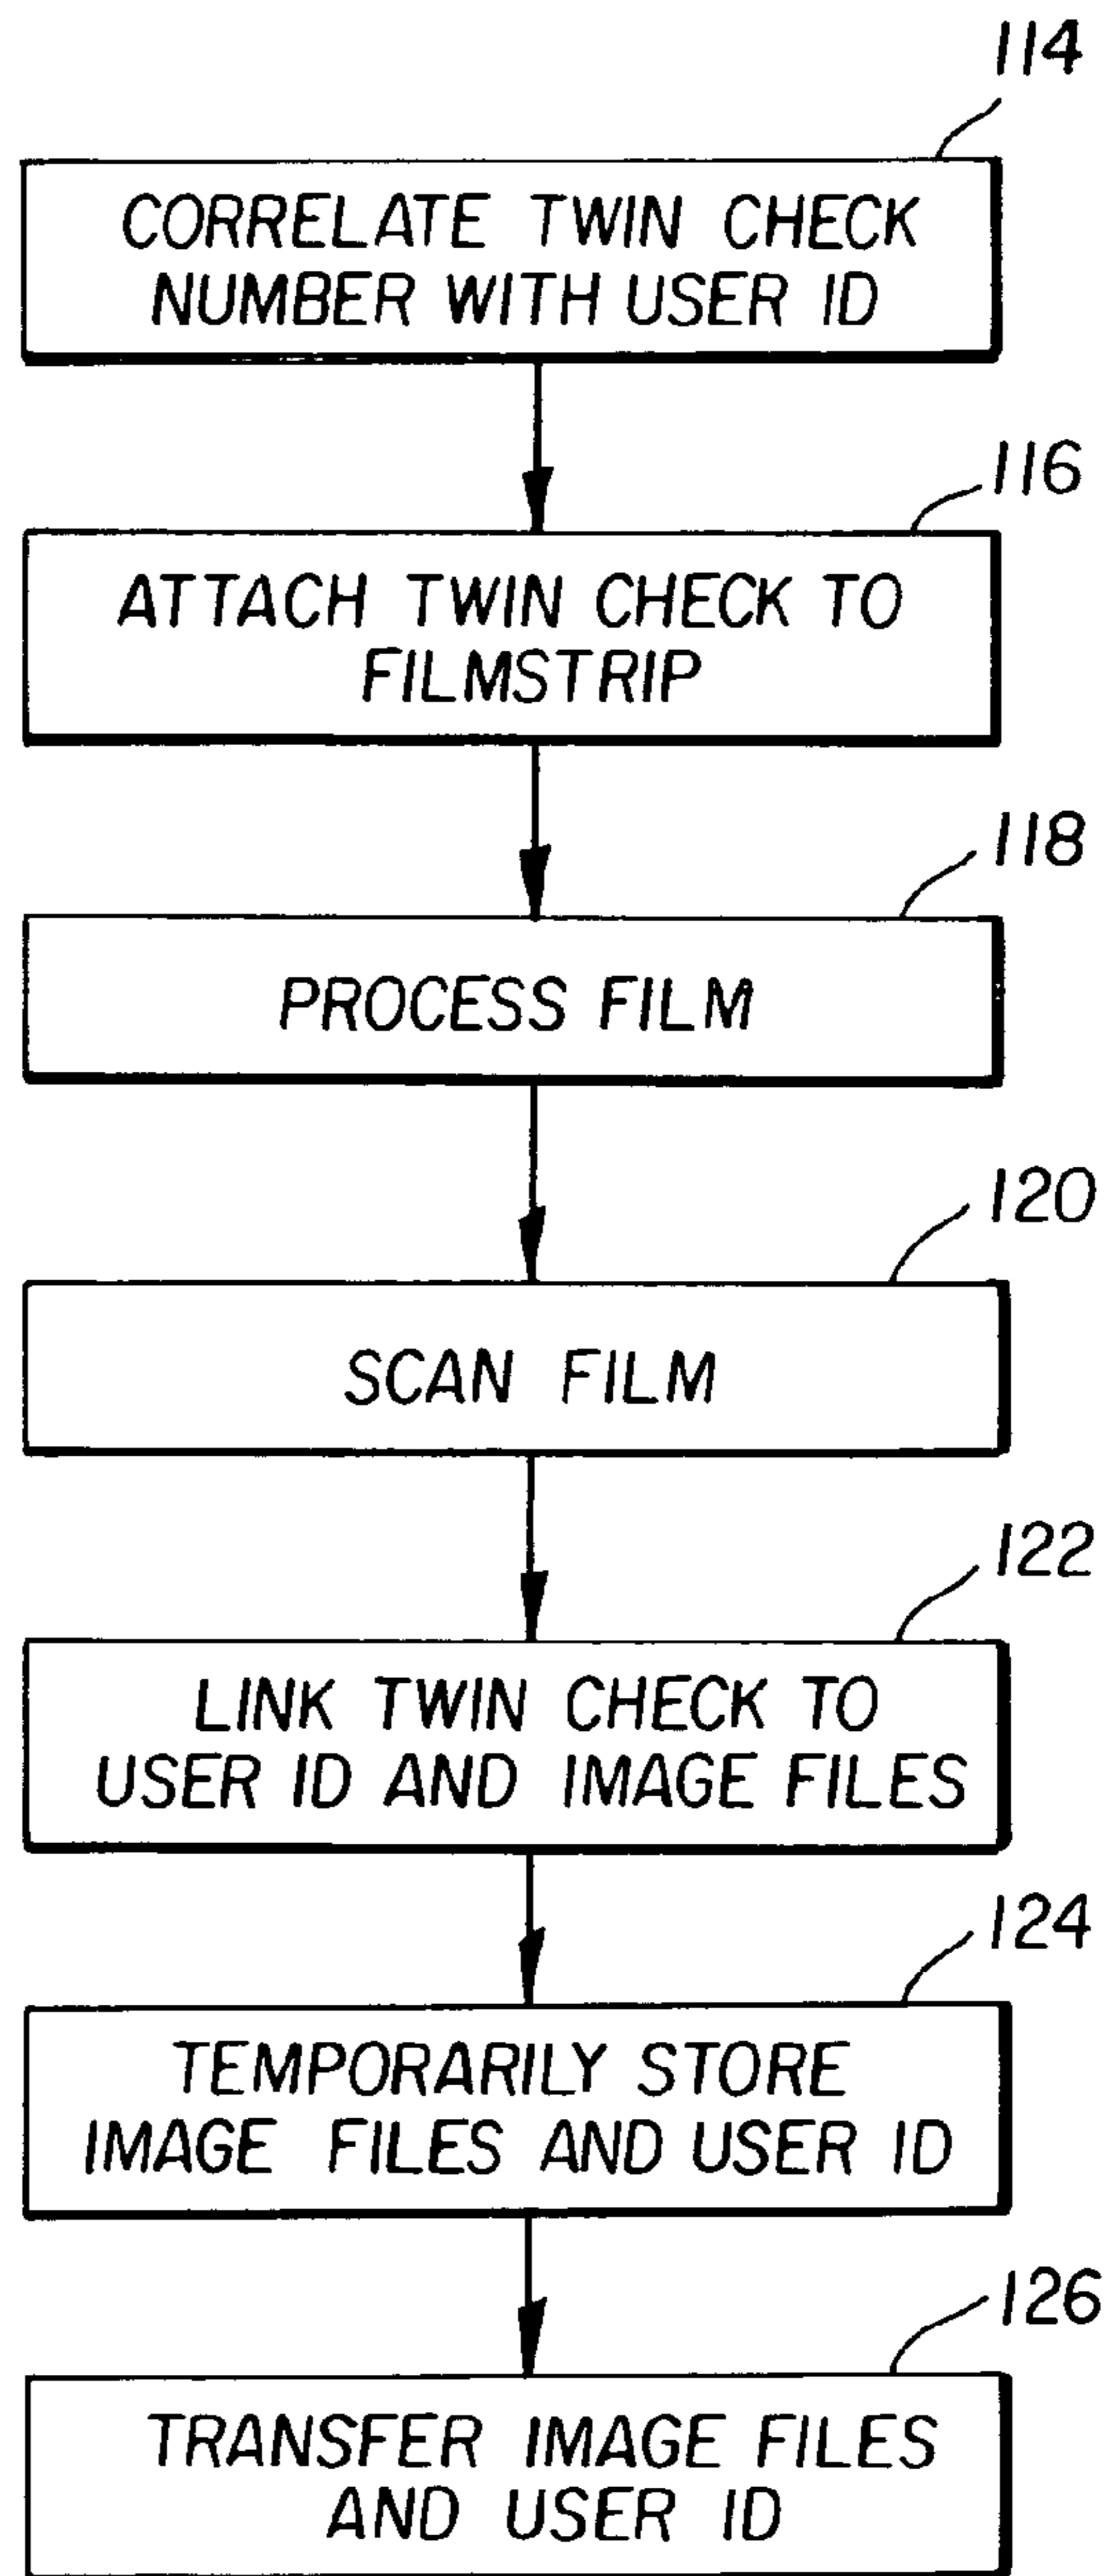 114
CORRELATE TWIN CHECK
NUMBER WITH USER ID
116
ATTACH TWIN CHECK TO
FILMSTRIP
118
PROCESS FILM
120
SCAN FILM
122
LINK TWIN CHECK TO
USER ID AND IMAGE FILES
124
TEMPORARILY STORE
IMAGE FILES AND USER ID
126
TRANSFER IMAGE FILES
AND USER ID